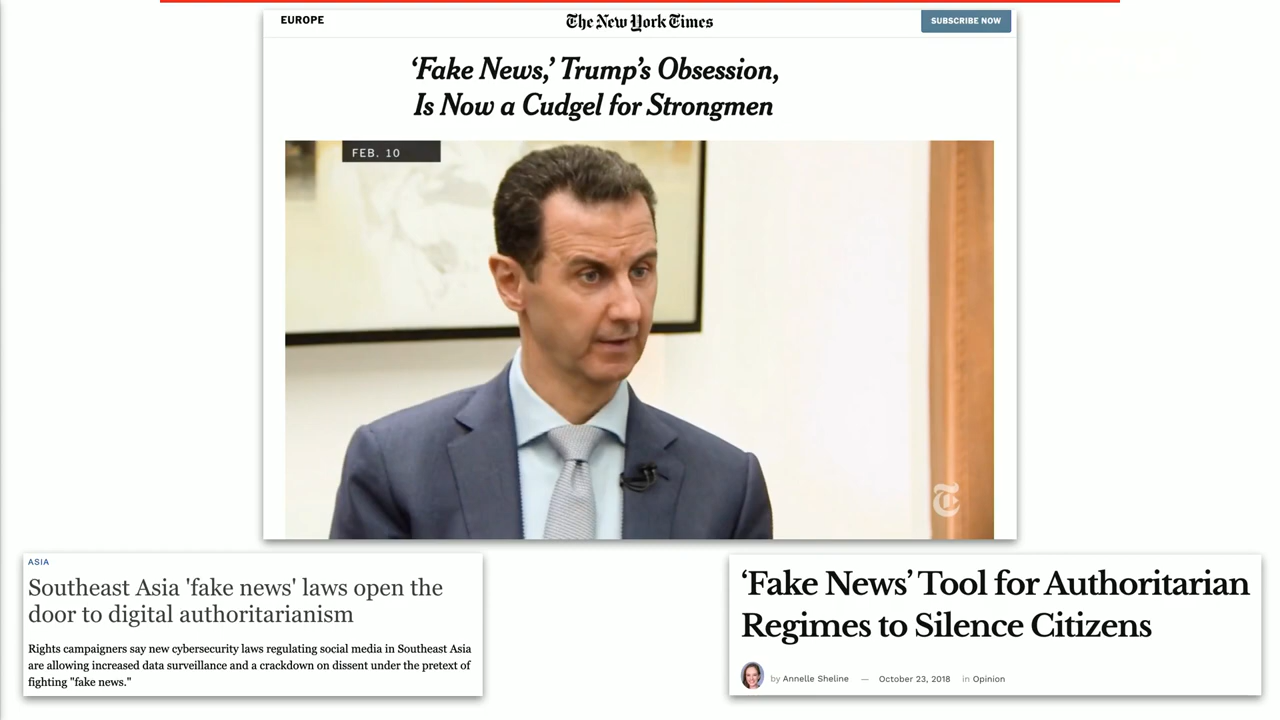 EUROPE
The New York Times
SUBSCRIBE NOW
‘Fake News,’ Trump’s Obsession,
Is Now a Cudgel for Strongmen
FEB. 10
T
ASIA
Southeast Asia 'fake news' laws open the
door to digital authoritarianism
Rights campaigners say new cybersecurity laws regulating social media in Southeast Asia
are allowing increased data surveillance and a crackdown on dissent under the pretext of
fighting "fake news."
‘Fake News’ Tool for Authoritarian
Regimes to Silence Citizens
by Annelle Sheline — October 23, 2018 in Opinion